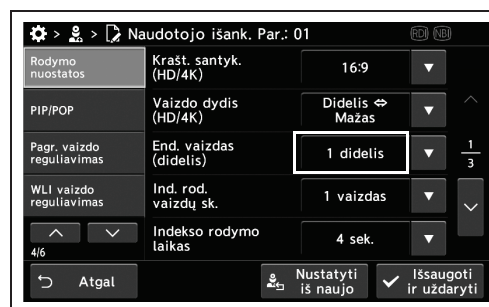 > > Naudotojo išank. Par.: 01 RDI NBI
Rodymo
nuostatos
Krašt. santyk.
(HD/4K)
16:9
PIP/POP
Vaizdo dydis
(HD/4K)
Didelis ⇔
Mažas
Pagr. vaizdo
reguliavimas
End. vaizdas
(didelis)
1 didelis
1
3
WLI vaizdo
reguliavimas
Ind. rod.
vaizdų sk.
1 vaizdas
4/6
Indekso rodymo
laikas
4 sek.
Atgal
Nustatyti
iš naujo
Išsaugoti
ir uždaryti